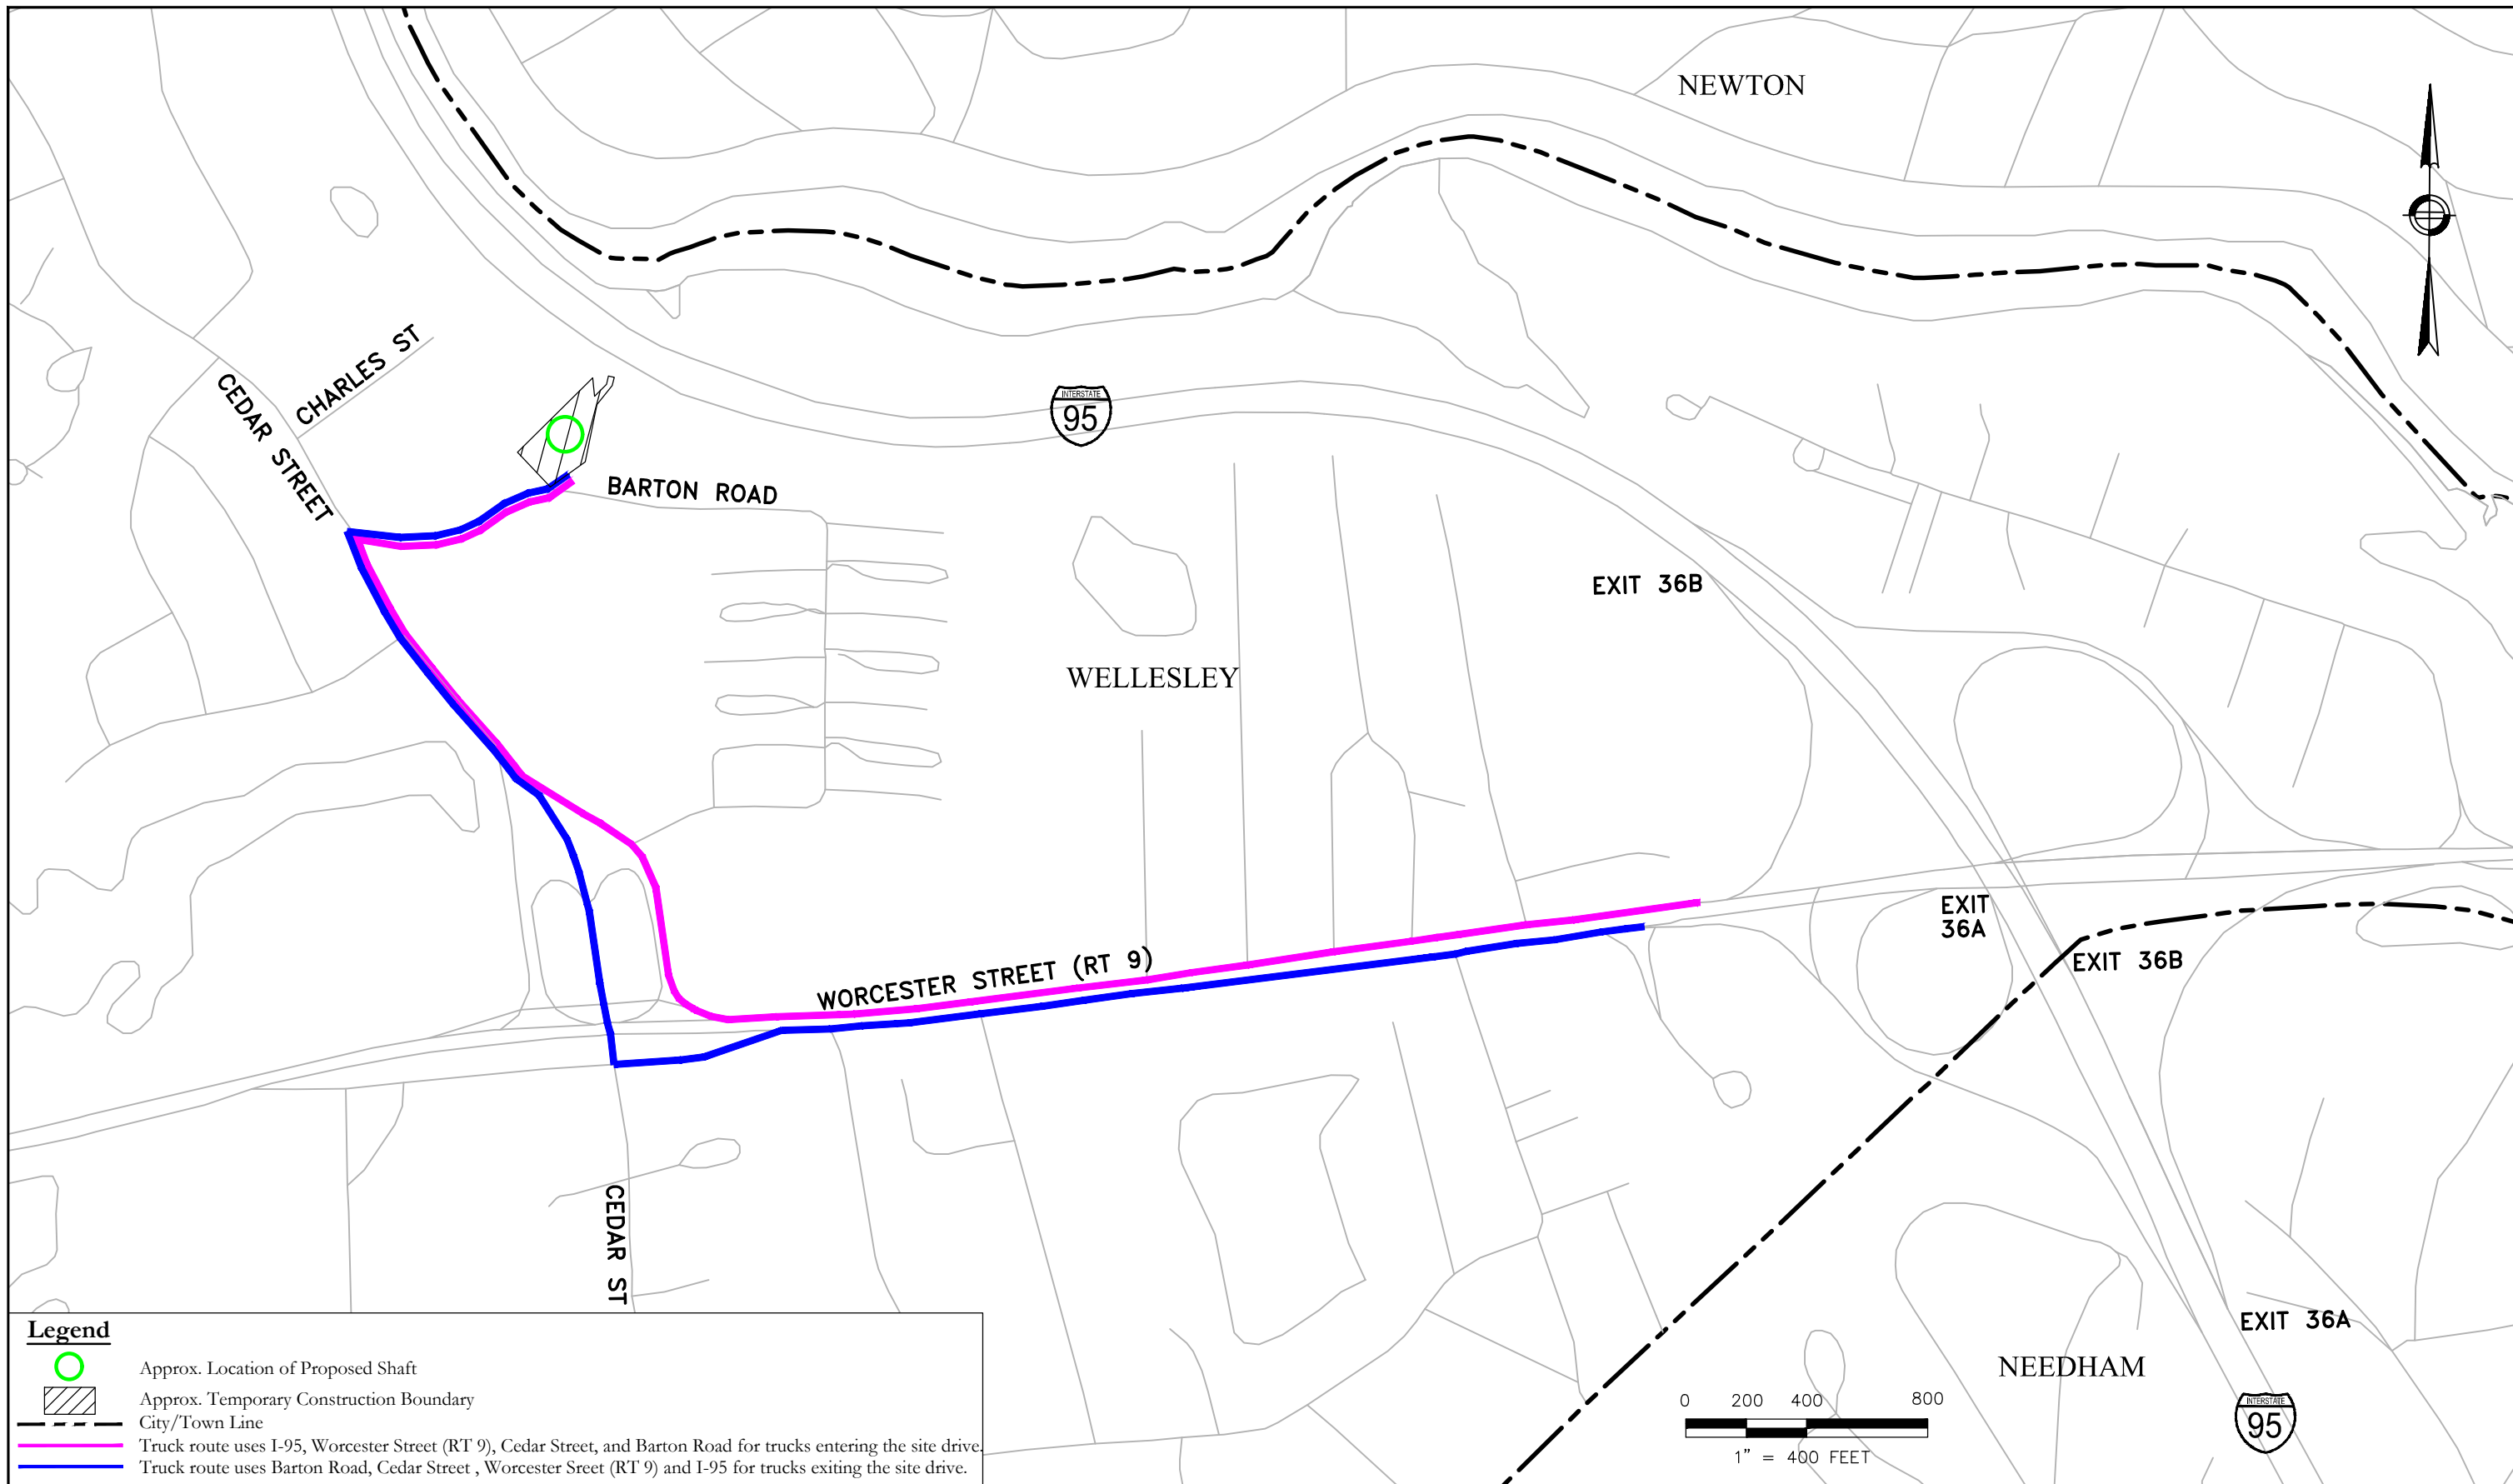 NEWTON
CHARLES ST
CEDAR STREET
INTERSTATE
95
BARTON ROAD
EXIT 36B
WELLESLEY
EXIT
36A
EXIT 36B
WORCESTER STREET (RT 9)
CEDAR ST
EXIT 36A
NEEDHAM
INTERSTATE
95
0 200 400 800
1" = 400 FEET
Legend
Approx. Location of Proposed Shaft
Approx. Temporary Construction Boundary
City/Town Line
Truck route uses I-95, Worcester Street (RT 9), Cedar Street, and Barton Road for trucks entering the site drive.
Truck route uses Barton Road, Cedar Street , Worcester Sreet (RT 9) and I-95 for trucks exiting the site drive.